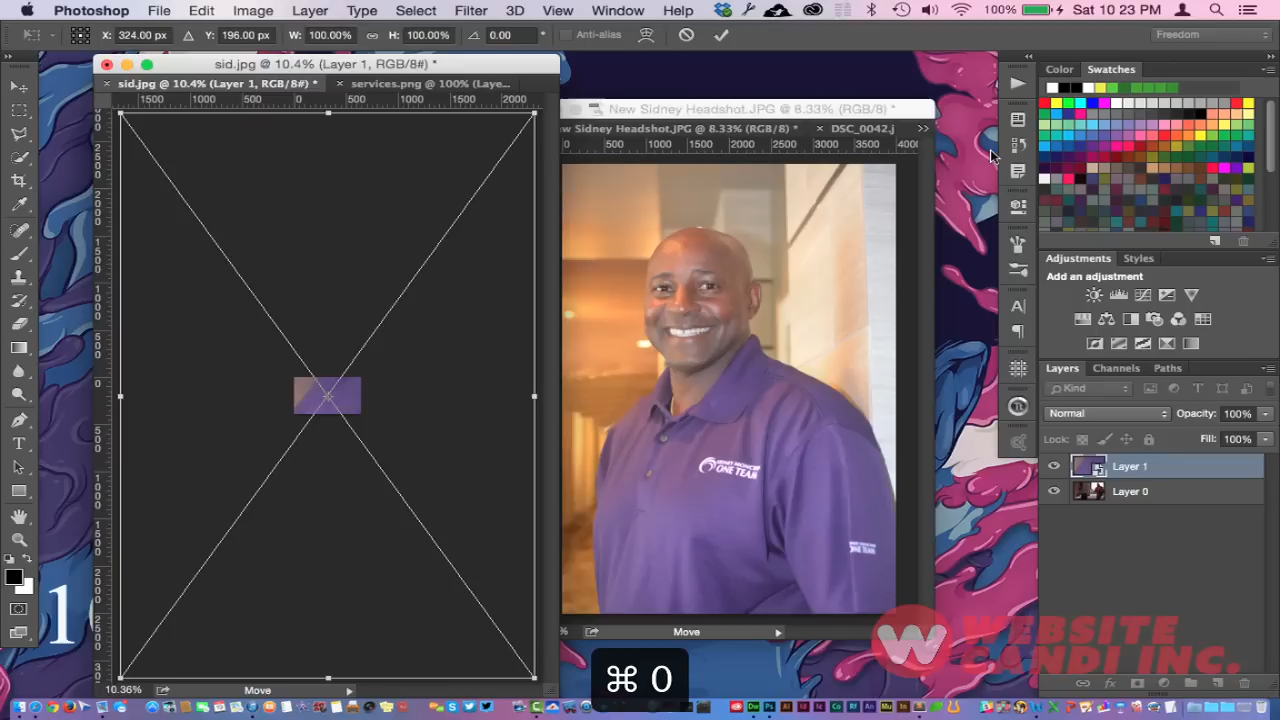 Photoshop File Edit Image Layer Type Select Filter 3D View Window Help 100% Sat 10:23 PM
X: 324.00 px Y: 196.00 px W: 100.00% H: 100.00% 0.00 ° Anti-alias Freedom
sid.jpg @ 10.4% (Layer 1, RGB/8#) *
sid.jpg @ 10.4% (Layer 1, RGB/8#) * services.png @ 100% (Laye...
1500 1000 500 0 500 1000 1500 2000
New Sidney Headshot.JPG @ 8.33% (RGB/8) *
ew Sidney Headshot.JPG @ 8.33% (RGB/8) * DSC_0042.j
500 1000 1500 2000 2500 3000 3500 4000
Color Swatches
Adjustments Styles
Add an adjustment
Layers Channels Paths
Kind
Normal Opacity: 100%
Lock: Fill: 100%
Layer 1
Layer 0
ONE TEAM
ONE TEAM
% Move
10.36% Move
⌘ 0
W WEBSITE
CANDI INC.